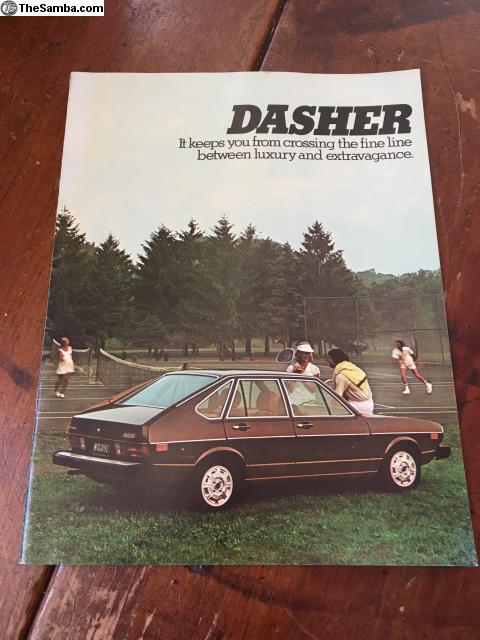 TheSamba.com
DASHER
It keeps you from crossing the fine line
between luxury and extravagance.